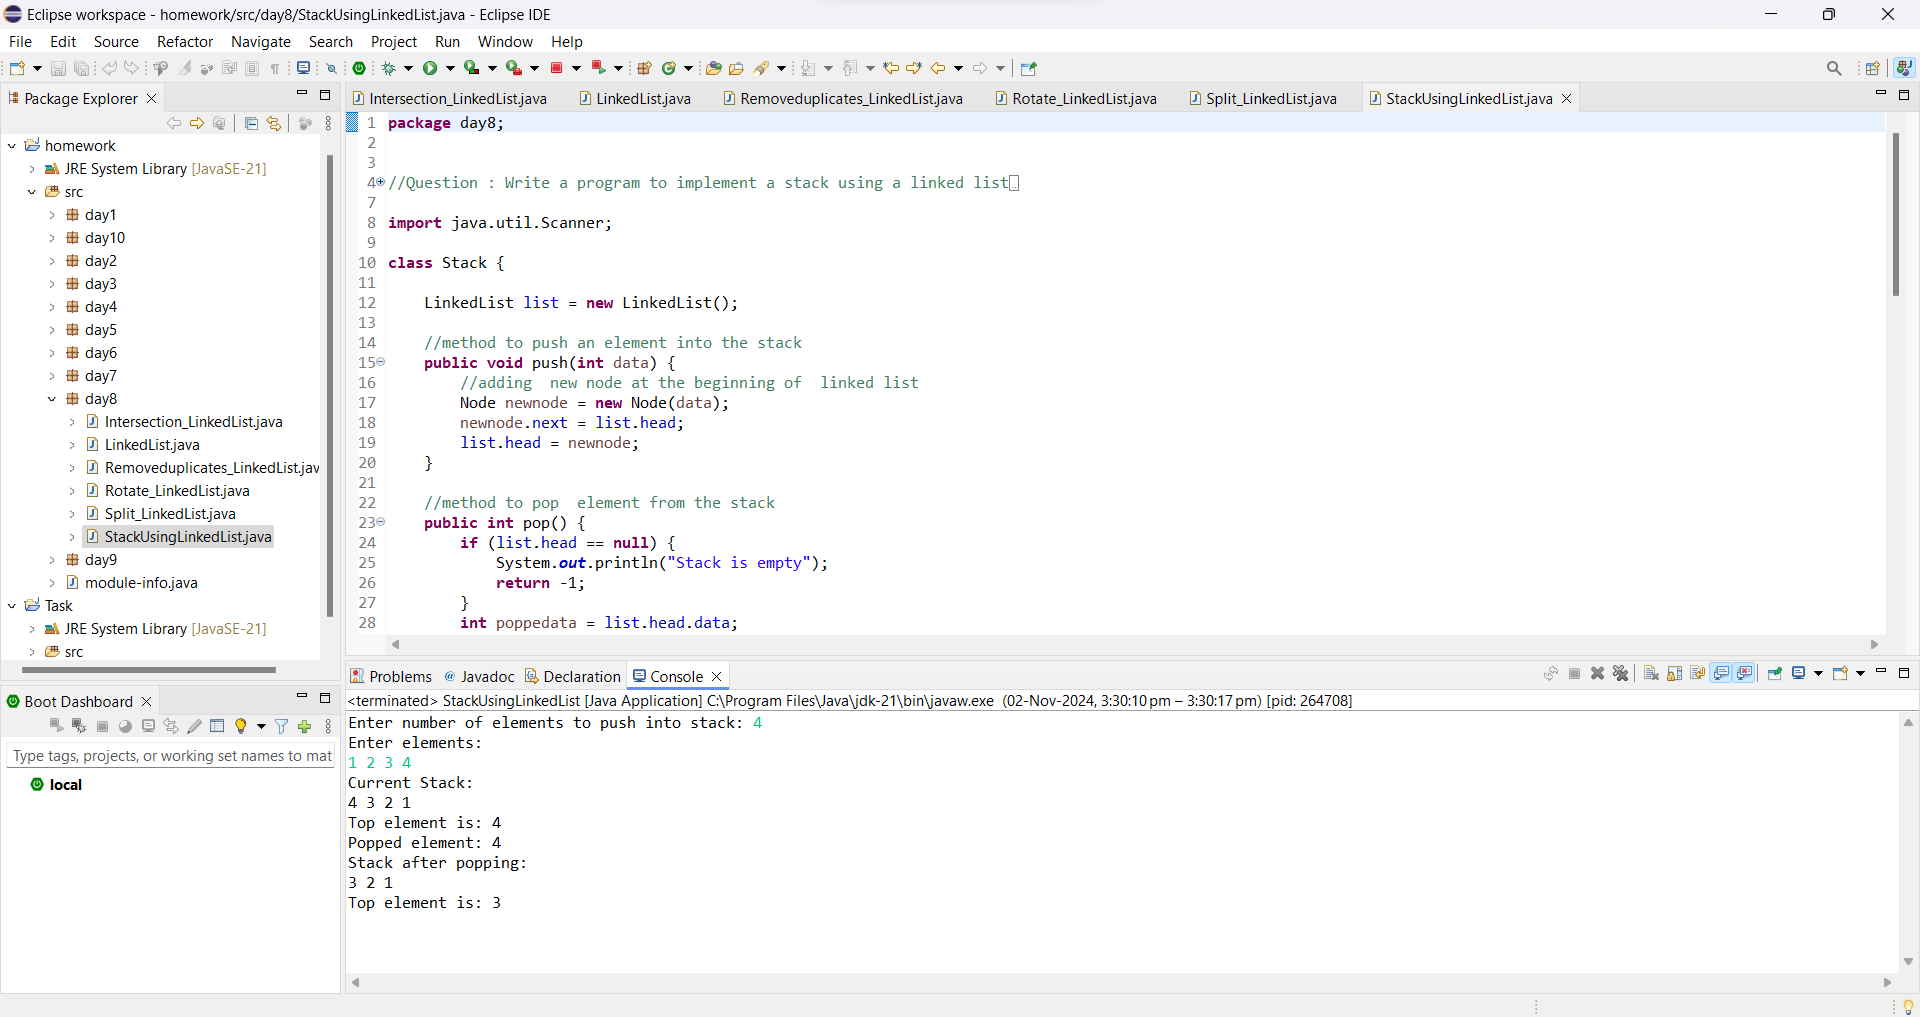 Eclipse workspace - homework/src/day8/StackUsingLinkedList.java - Eclipse IDE
File Edit Source Refactor Navigate Search Project Run Window Help
Package Explorer
homework
JRE System Library [JavaSE-21]
src
day1
day10
day2
day3
day4
day5
day6
day7
day8
Intersection_LinkedList.java
LinkedList.java
Removeduplicates_LinkedList.jav
Rotate_LinkedList.java
Split_LinkedList.java
StackUsingLinkedList.java
day9
module-info.java
Task
JRE System Library [JavaSE-21]
src
Boot Dashboard
Type tags, projects, or working set names to mat
local
Intersection_LinkedList.java LinkedList.java Removeduplicates_LinkedList.java Rotate_LinkedList.java Split_LinkedList.java StackUsingLinkedList.java
1 package day8;
2
3
4 //Question : Write a program to implement a stack using a linked list
7
8 import java.util.Scanner;
9
10 class Stack {
11
12 LinkedList list = new LinkedList();
13
14 //method to push an element into the stack
15 public void push(int data) {
16 //adding  new node at the beginning of  linked list
17 Node newnode = new Node(data);
18 newnode.next = list.head;
19 list.head = newnode;
20 }
21
22 //method to pop  element from the stack
23 public int pop() {
24 if (list.head == null) {
25 System.out.println("Stack is empty");
26 return -1;
27 }
28 int poppedata = list.head.data;
Problems Javadoc Declaration Console
<terminated> StackUsingLinkedList [Java Application] C:\Program Files\Java\jdk-21\bin\javaw.exe (02-Nov-2024, 3:30:10 pm – 3:30:17 pm) [pid: 264708]
Enter number of elements to push into stack: 4
Enter elements:
1 2 3 4
Current Stack:
4 3 2 1
Top element is: 4
Popped element: 4
Stack after popping:
3 2 1
Top element is: 3